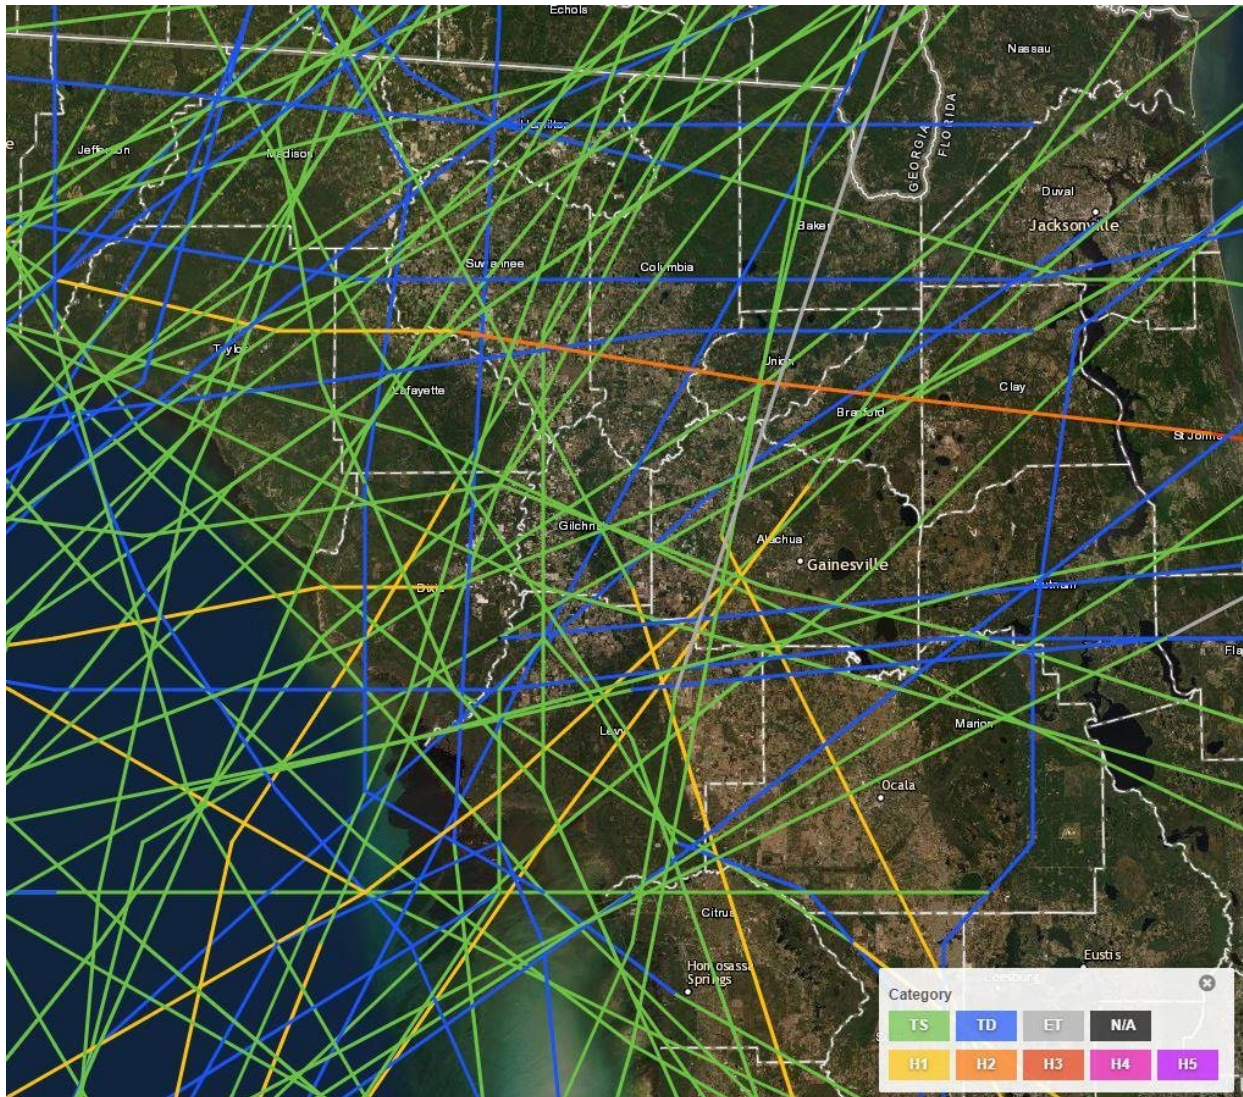 Echols
Nassau
Hamilton
GEORGIA
FLORIDA
Jefferson
Madison
Duval
Jacksonville
Baker
Suwannee
Columbia
Taylor
Union
Lafayette
Clay
Bradford
St Johns
Gilchri
Alachua
Gainesville
Dixie
Putnam
Fla
Levy
Marion
Ocala
Citrus
Homosassa
Springs
Eustis
Leesburg
Category
TS TD ET N/A
H1 H2 H3 H4 H5